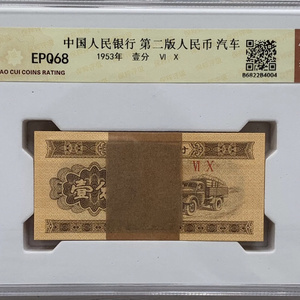 EPQ68
AO CUI COINS RATING
中国人民银行 第二版人民币 汽车
1953年 壹分 VI X
B6822B4004
VI X
壹